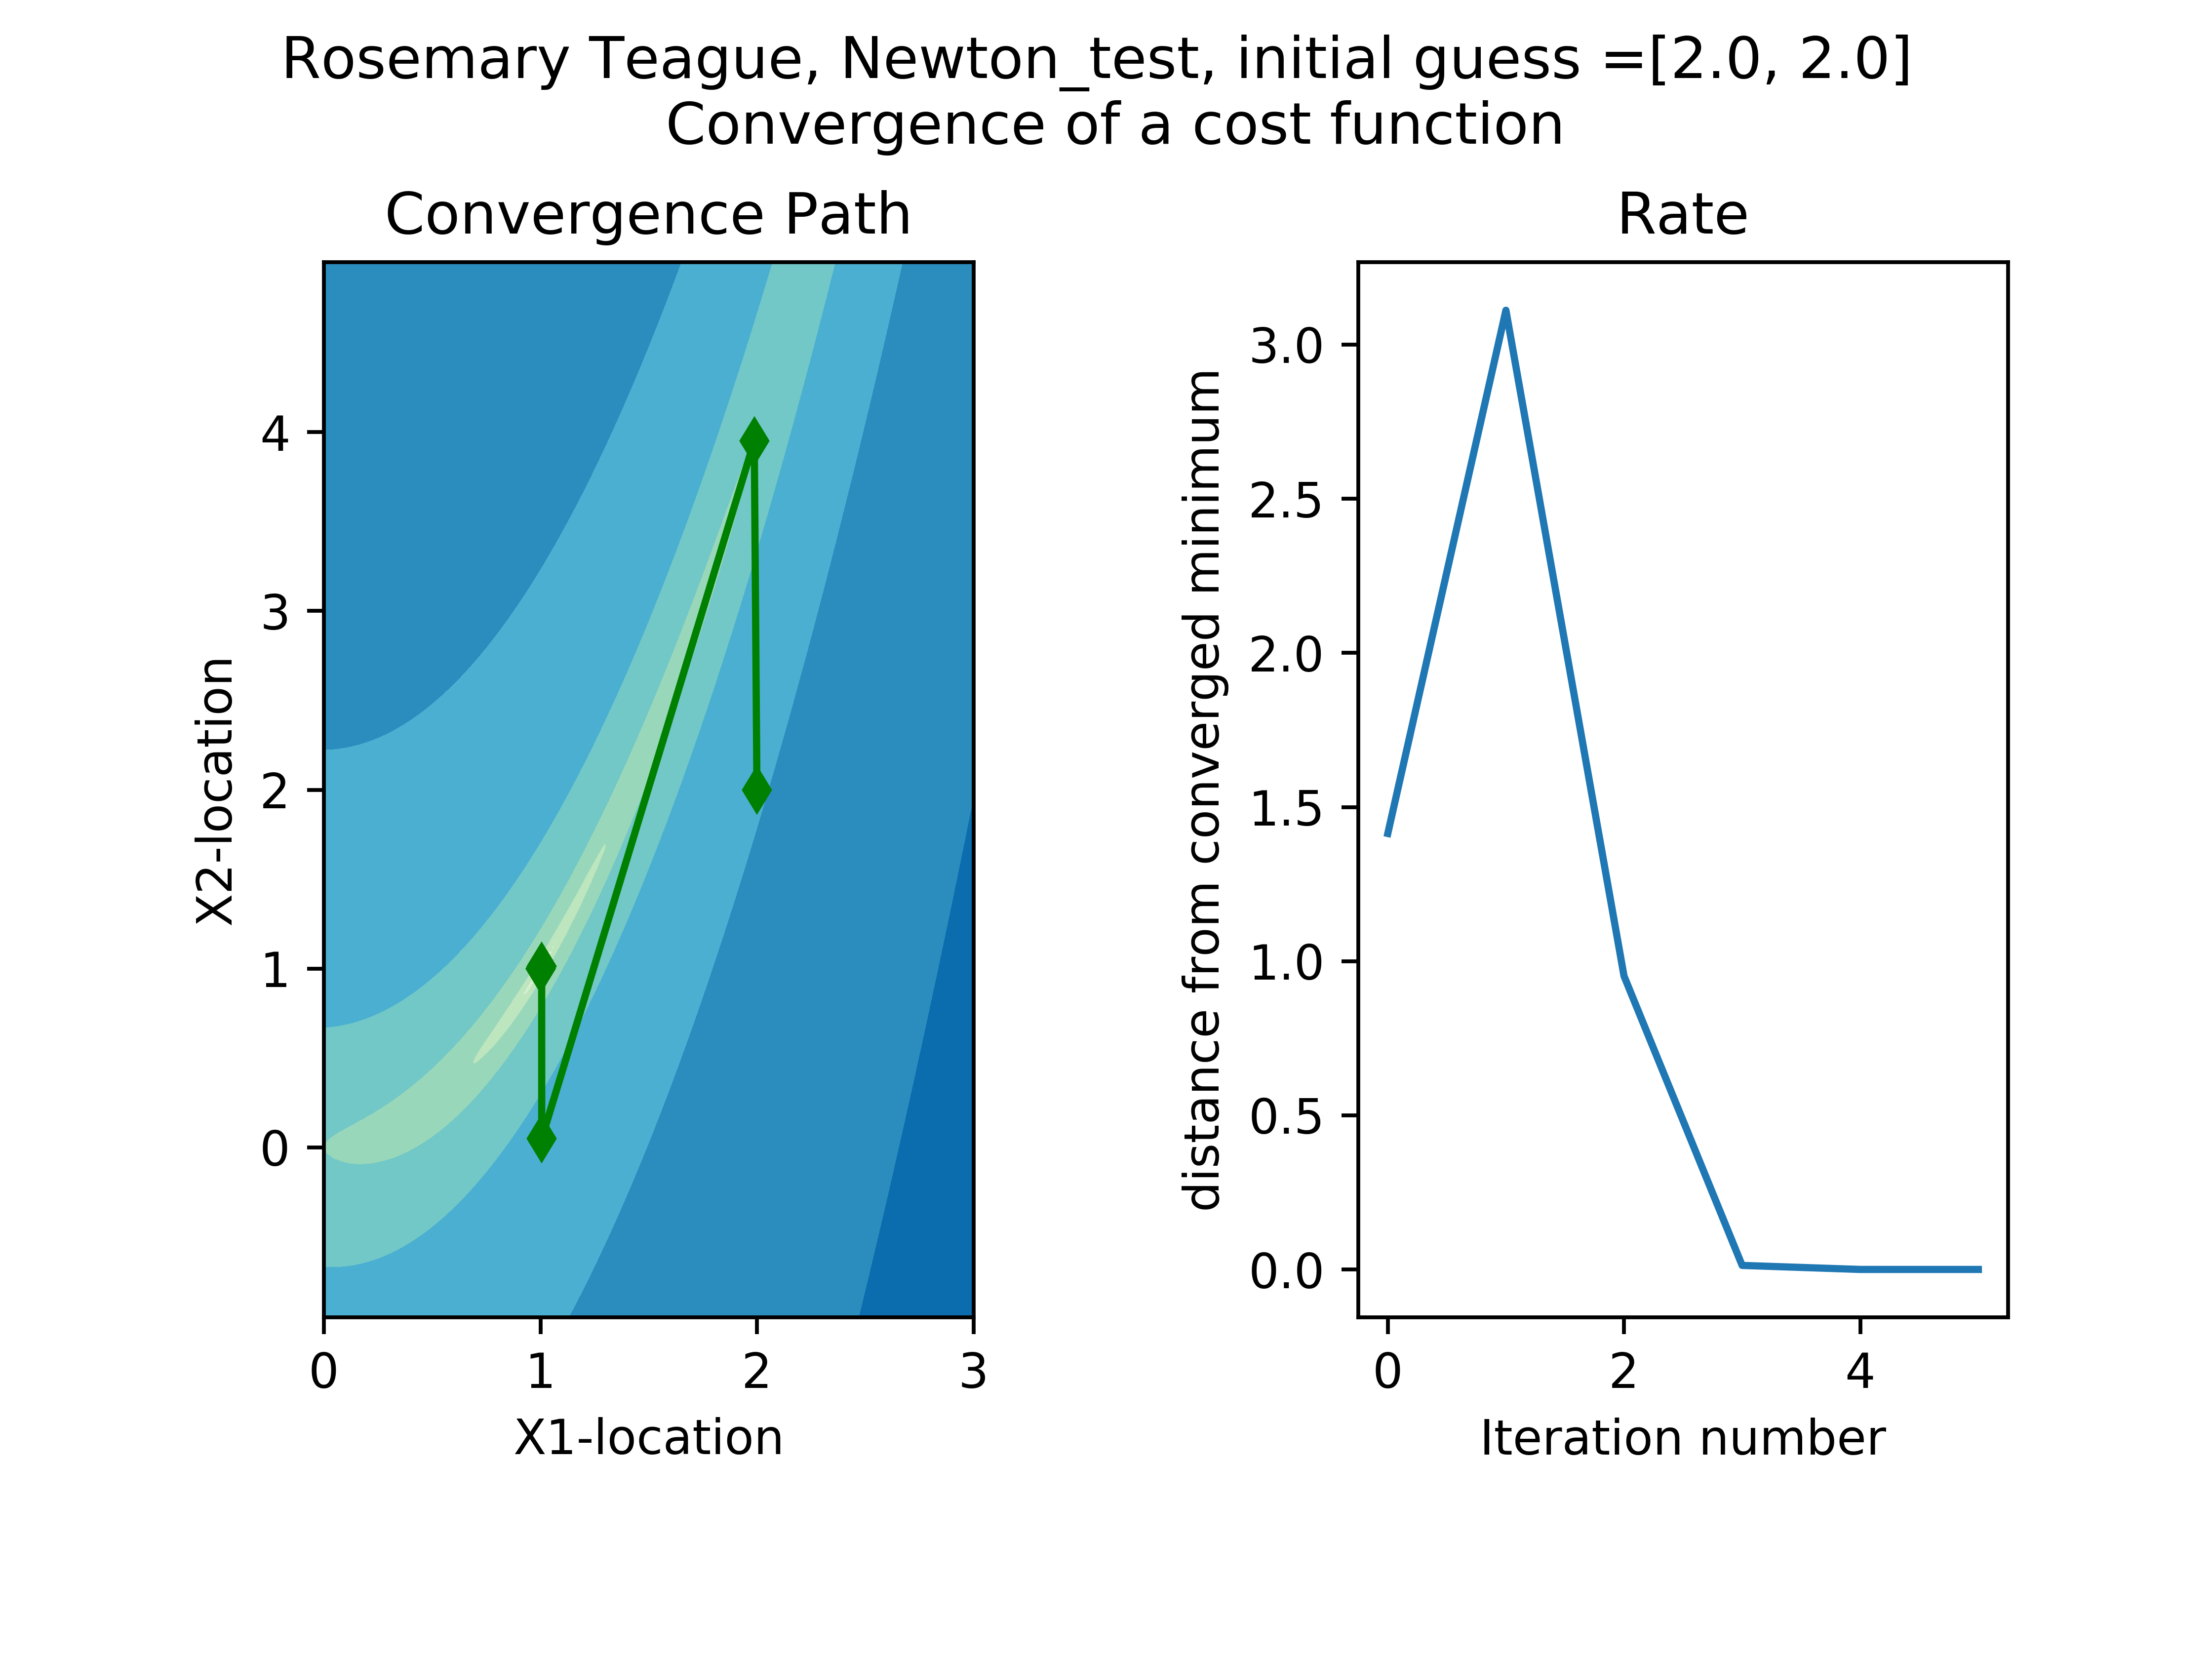 Rosemary Teague, Newton_test, initial guess =[2.0, 2.0]
Convergence of a cost function
Convergence Path
X2-location
4
3
2
1
0
0 1 2 3
X1-location
Rate
distance from converged minimum
3.0
2.5
2.0
1.5
1.0
0.5
0.0
0 2 4
Iteration number